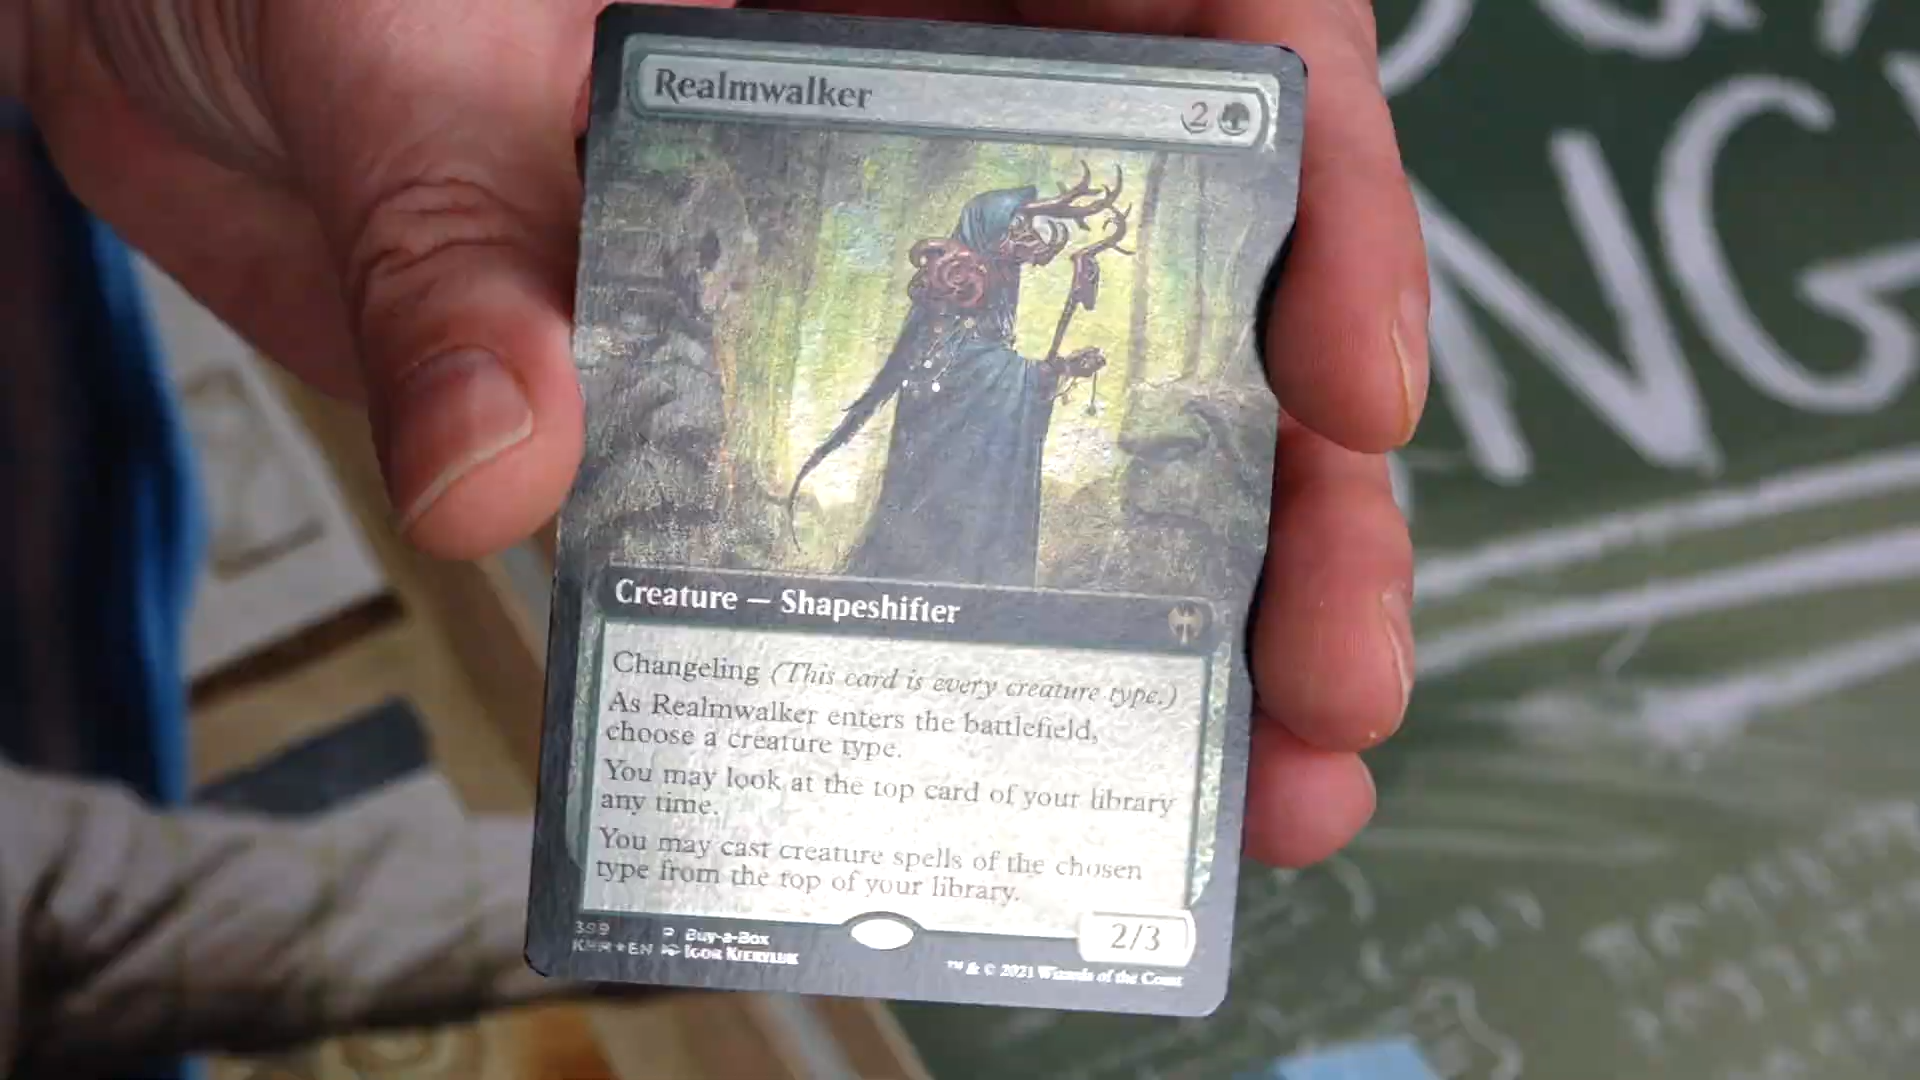 Realmwalker
2
Creature — Shapeshifter
Changeling (This card is every creature type.)
As Realmwalker enters the battlefield,
choose a creature type.
You may look at the top card of your library
any time.
You may cast creature spells of the chosen
type from the top of your library.
2/3
399 P Buy-a-Box
KHM ★ EN Igor Kieryluk
™ & © 2021 Wizards of the Coast
NG